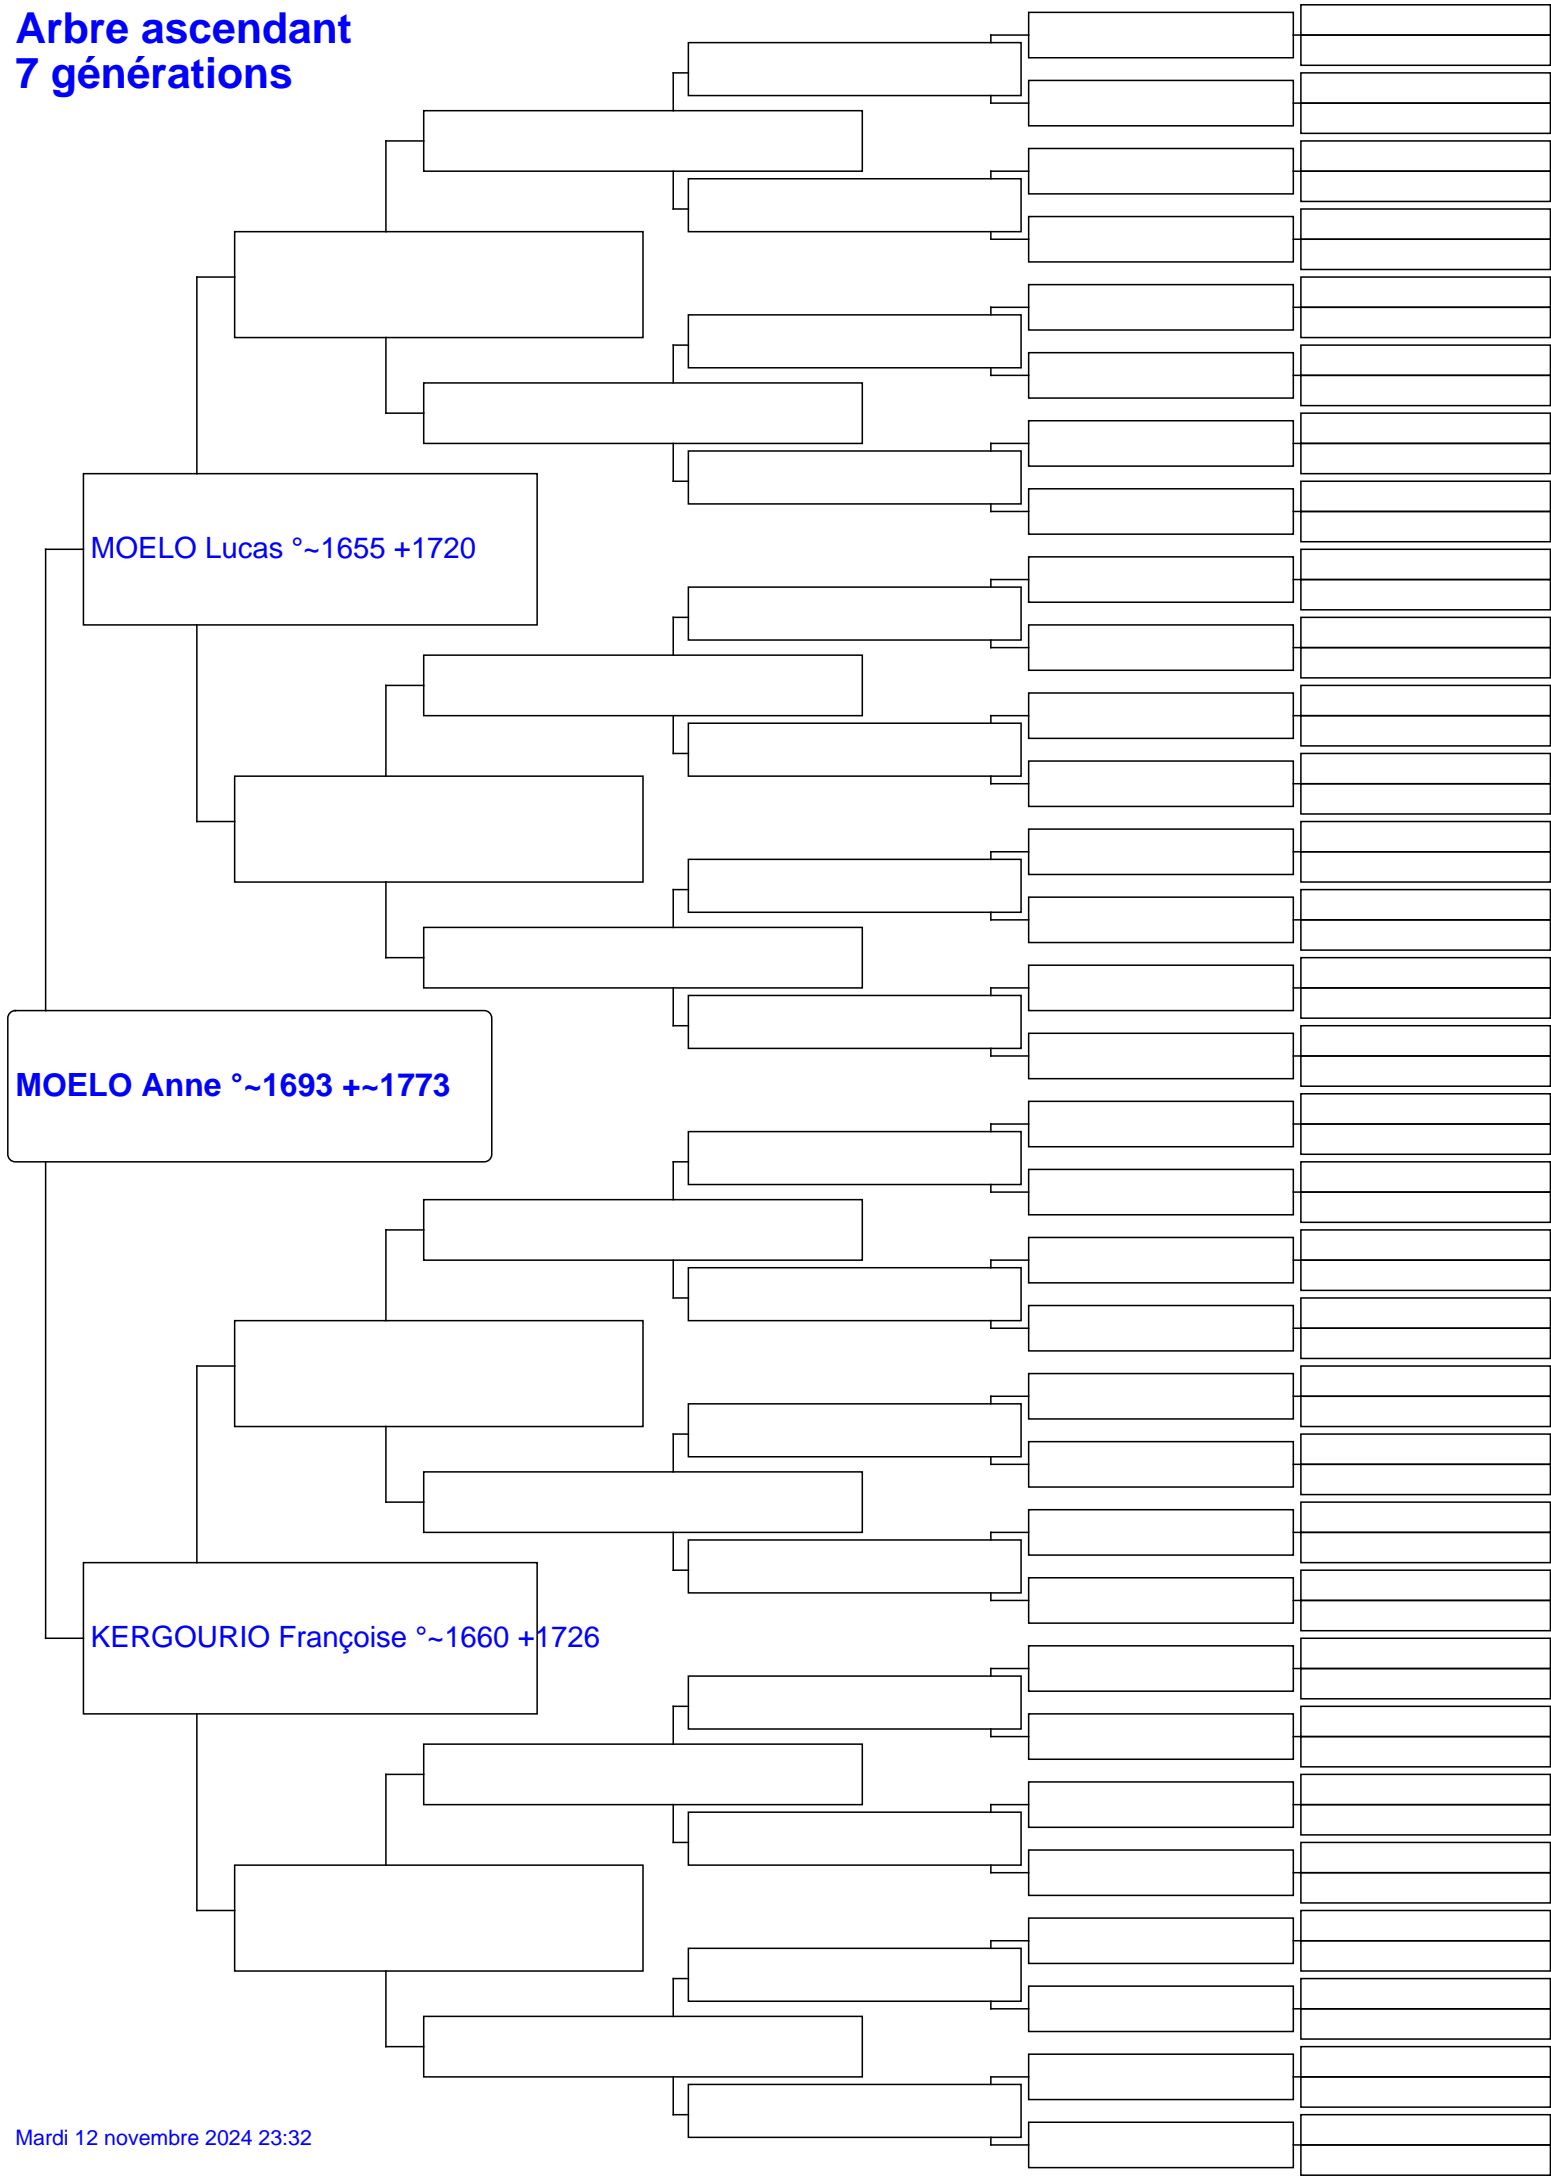 Arbre ascendant
7 générations
MOELO Lucas °~1655 +1720
MOELO Anne °~1693 +~1773
KERGOURIO Françoise °~1660 +1726
Mardi 12 novembre 2024 23:32